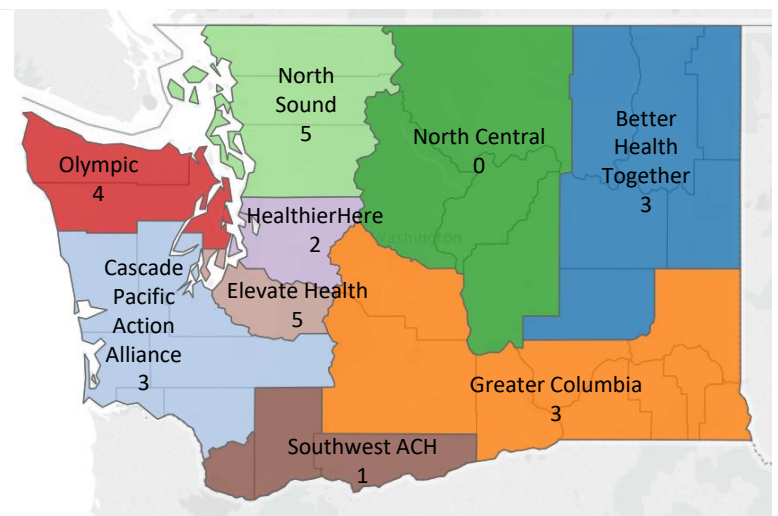 North
Sound
5
North Central
0
Better
Health
Together
3
Olympic
4
HealthierHere
2
Washington
Cascade
Pacific
Action
Alliance
3
Elevate Health
5
Greater Columbia
3
Southwest ACH
1